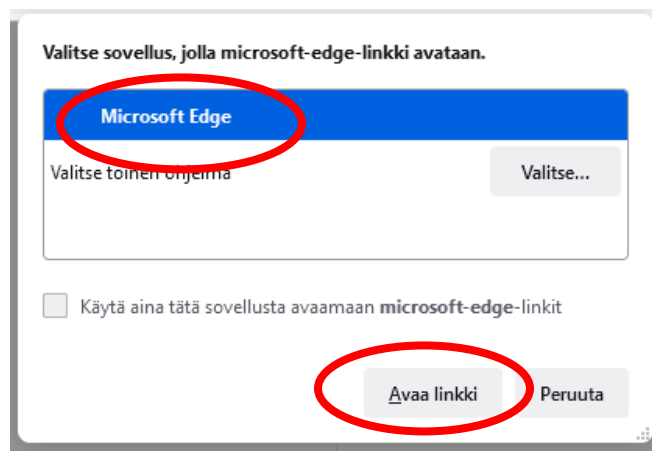 Valitse sovellus, jolla microsoft-edge-linkki avataan.
Microsoft Edge
Valitse toinen ohjelma
Valitse...
Käytä aina tätä sovellusta avaamaan microsoft-edge-linkit
Avaa linkki
Peruuta